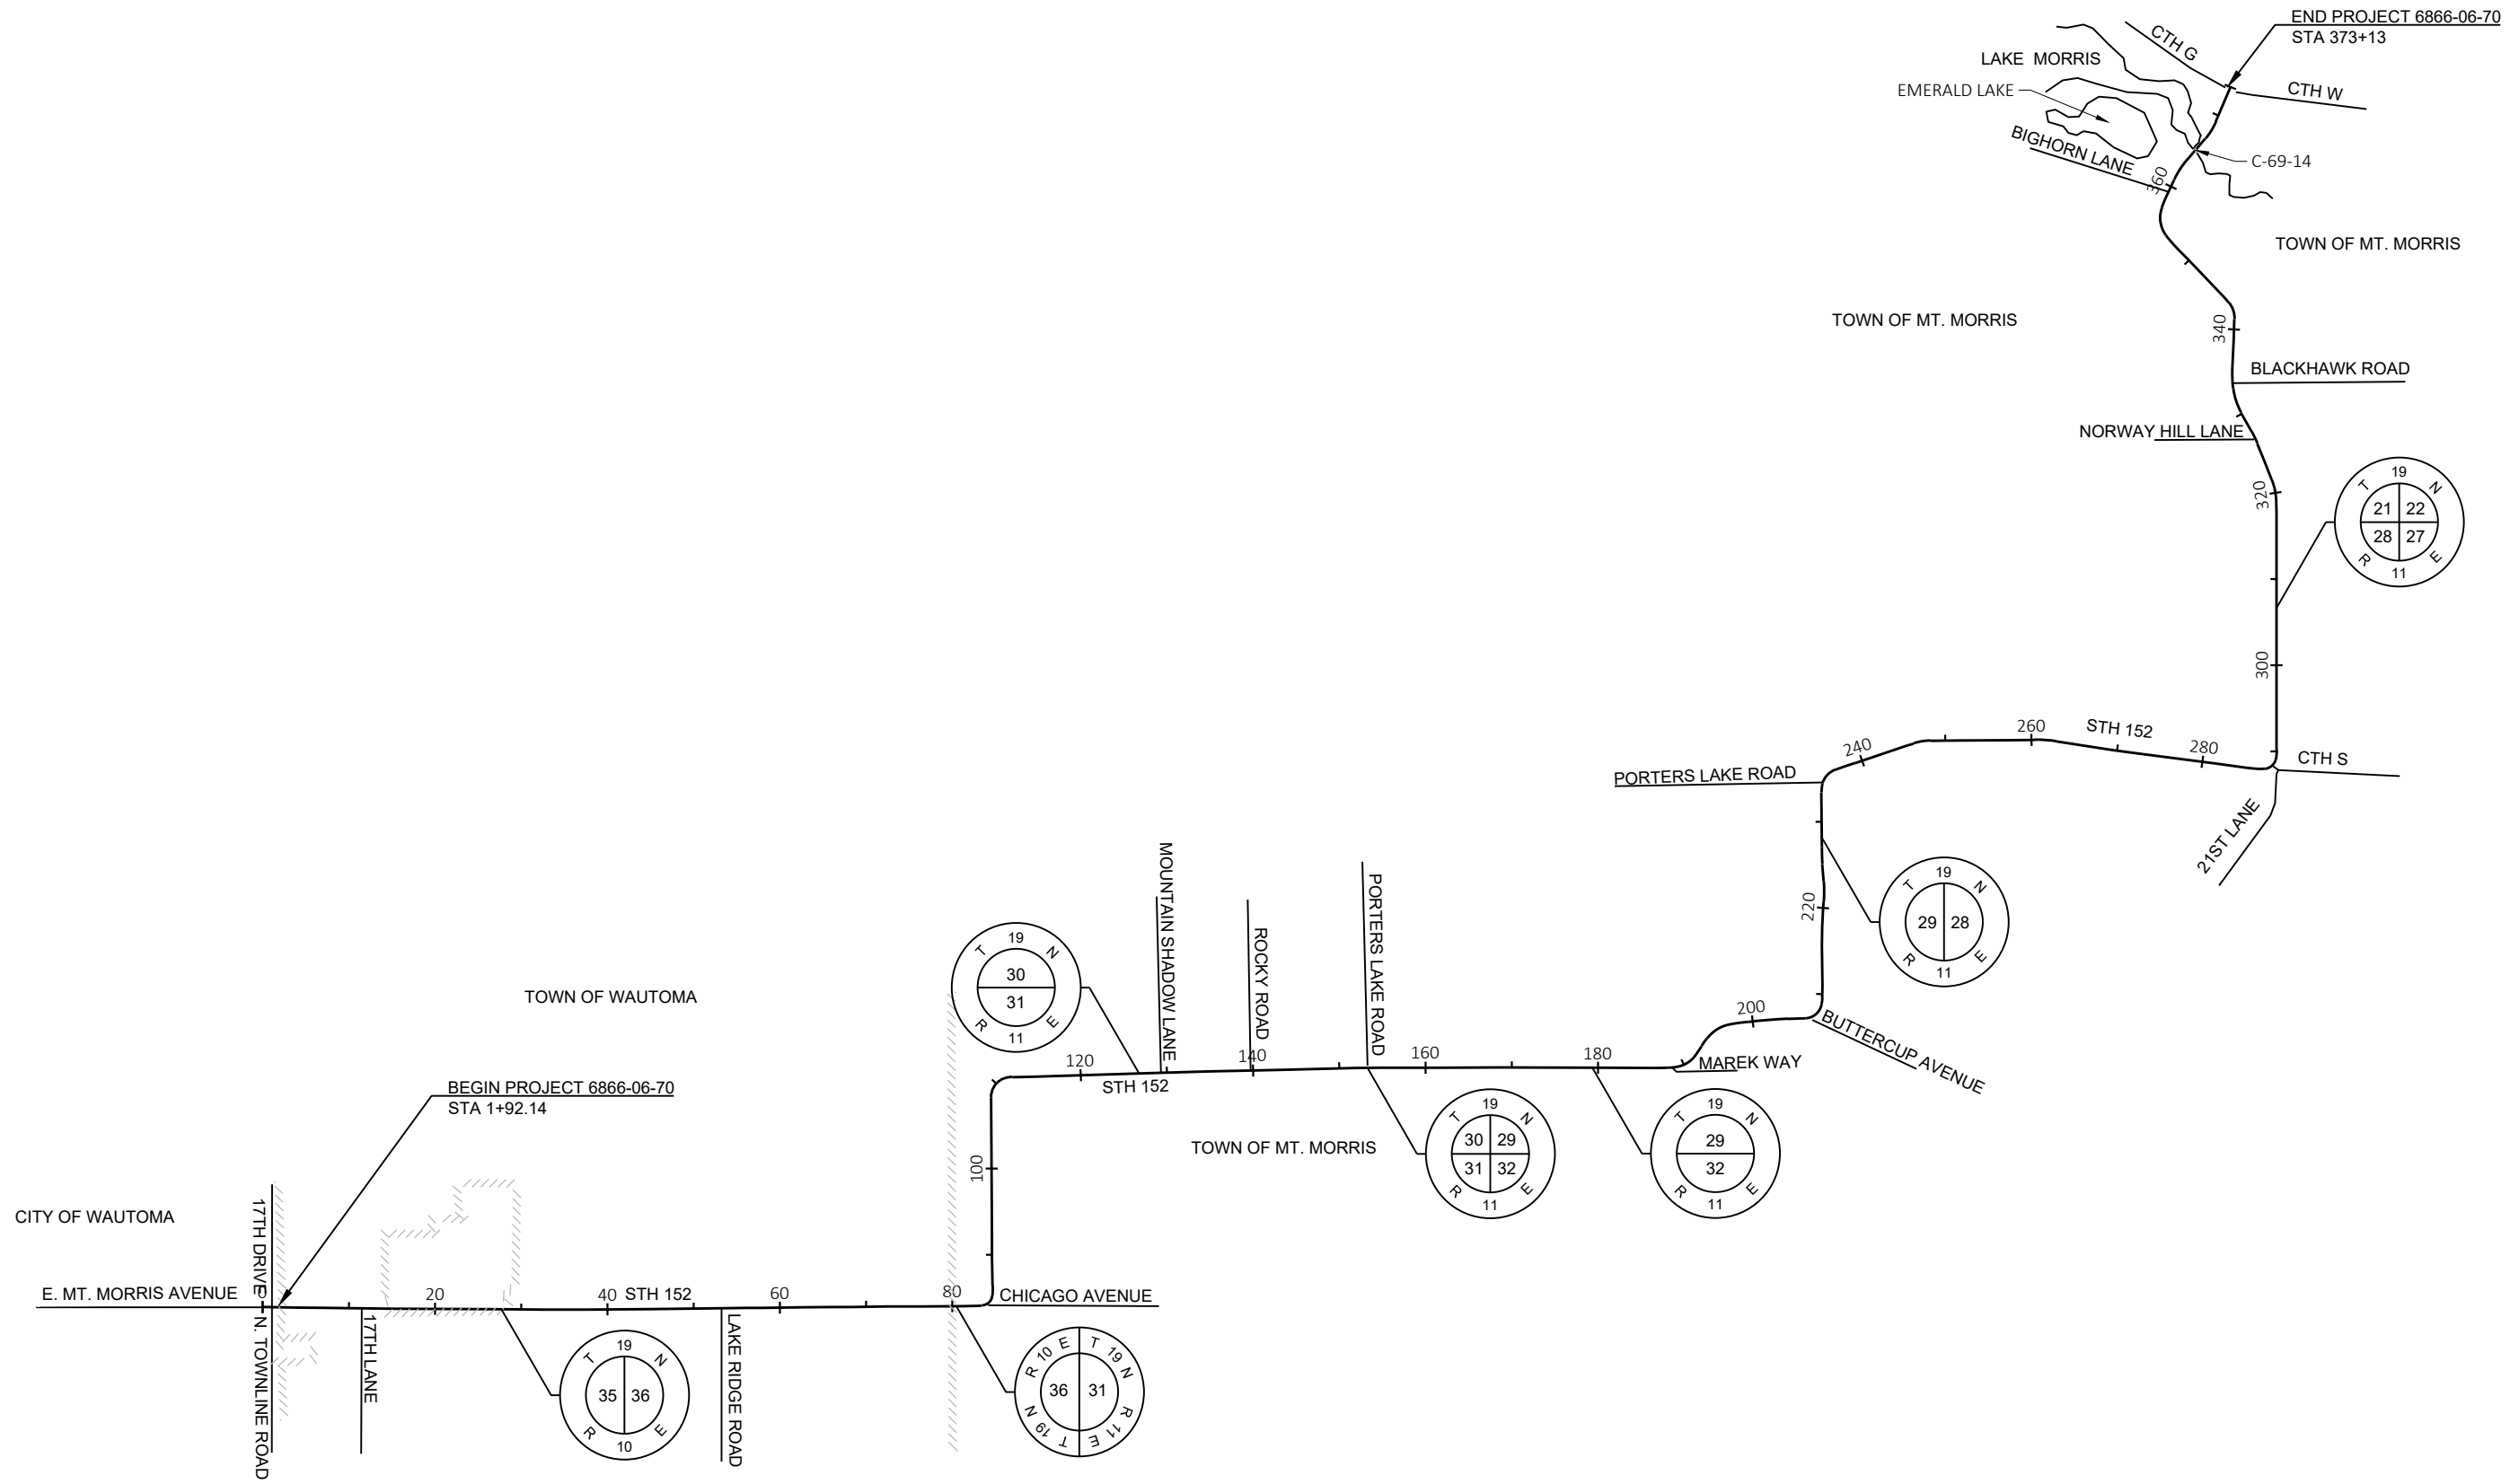 END PROJECT 6866-06-70
STA 373+13
CTH G
LAKE MORRIS
EMERALD LAKE
CTH W
BIGHORN LANE
C-69-14
360
TOWN OF MT. MORRIS
TOWN OF MT. MORRIS
340
BLACKHAWK ROAD
NORWAY HILL LANE
320
T 19 N
21 22
28 27
R 11 E
300
260
STH 152
280
240
CTH S
PORTERS LAKE ROAD
21ST LANE
220
T 19 N
29 28
R 11 E
MOUNTAIN SHADOW LANE
ROCKY ROAD
PORTERS LAKE ROAD
T 19 N
30
31
R 11 E
TOWN OF WAUTOMA
200
BUTTERCUP AVENUE
120
STH 152
140
160
180
MAREK WAY
BEGIN PROJECT 6866-06-70
STA 1+92.14
TOWN OF MT. MORRIS
T 19 N
30 29
31 32
R 11 E
T 19 N
29
32
R 11 E
100
CITY OF WAUTOMA
17TH DRIVE
E. MT. MORRIS AVENUE
0
20
40
STH 152
60
80
CHICAGO AVENUE
N. TOWNLINE ROAD
17TH LANE
LAKE RIDGE ROAD
T 19 N
35 36
R 10 E
R 10 E T 19 N
36 31
T 19 N R 11 E